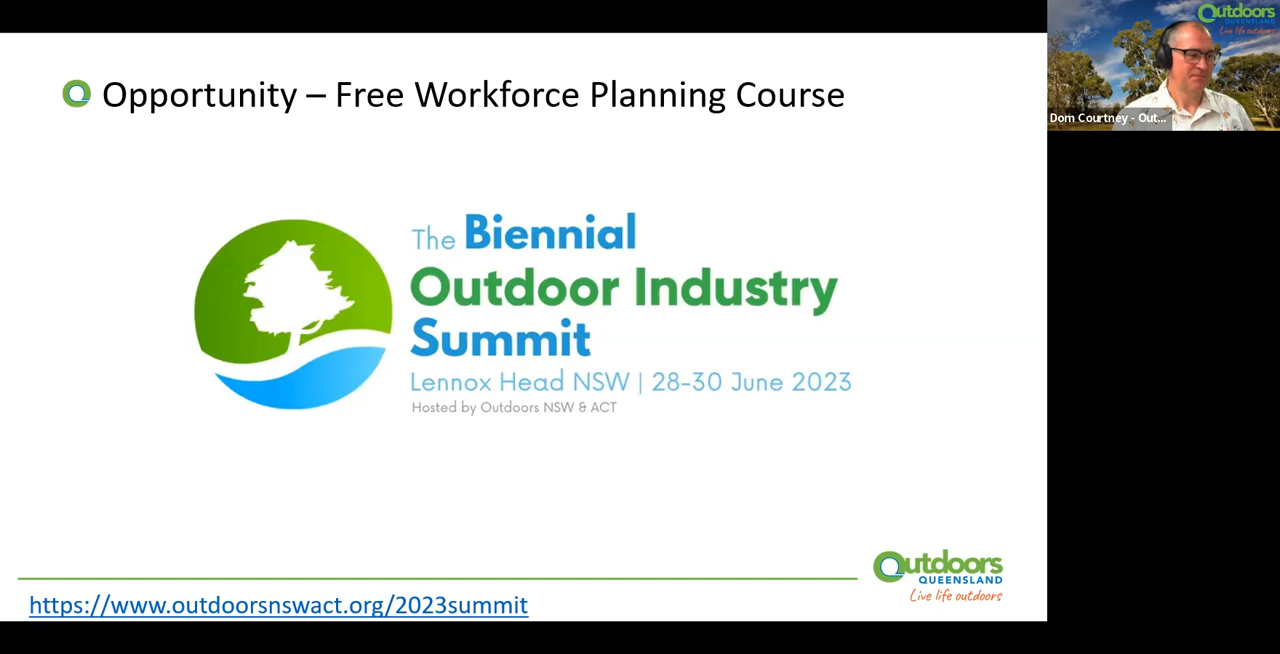 Opportunity – Free Workforce Planning Course
The Biennial
Outdoor Industry
Summit
Lennox Head NSW | 28-30 June 2023
Hosted by Outdoors NSW & ACT
Outdoors
QUEENSLAND
Live life outdoors
https://www.outdoorsnswact.org/2023summit
Outdoors
QUEENSLAND
Live life outdoors
Dom Courtney - Out...